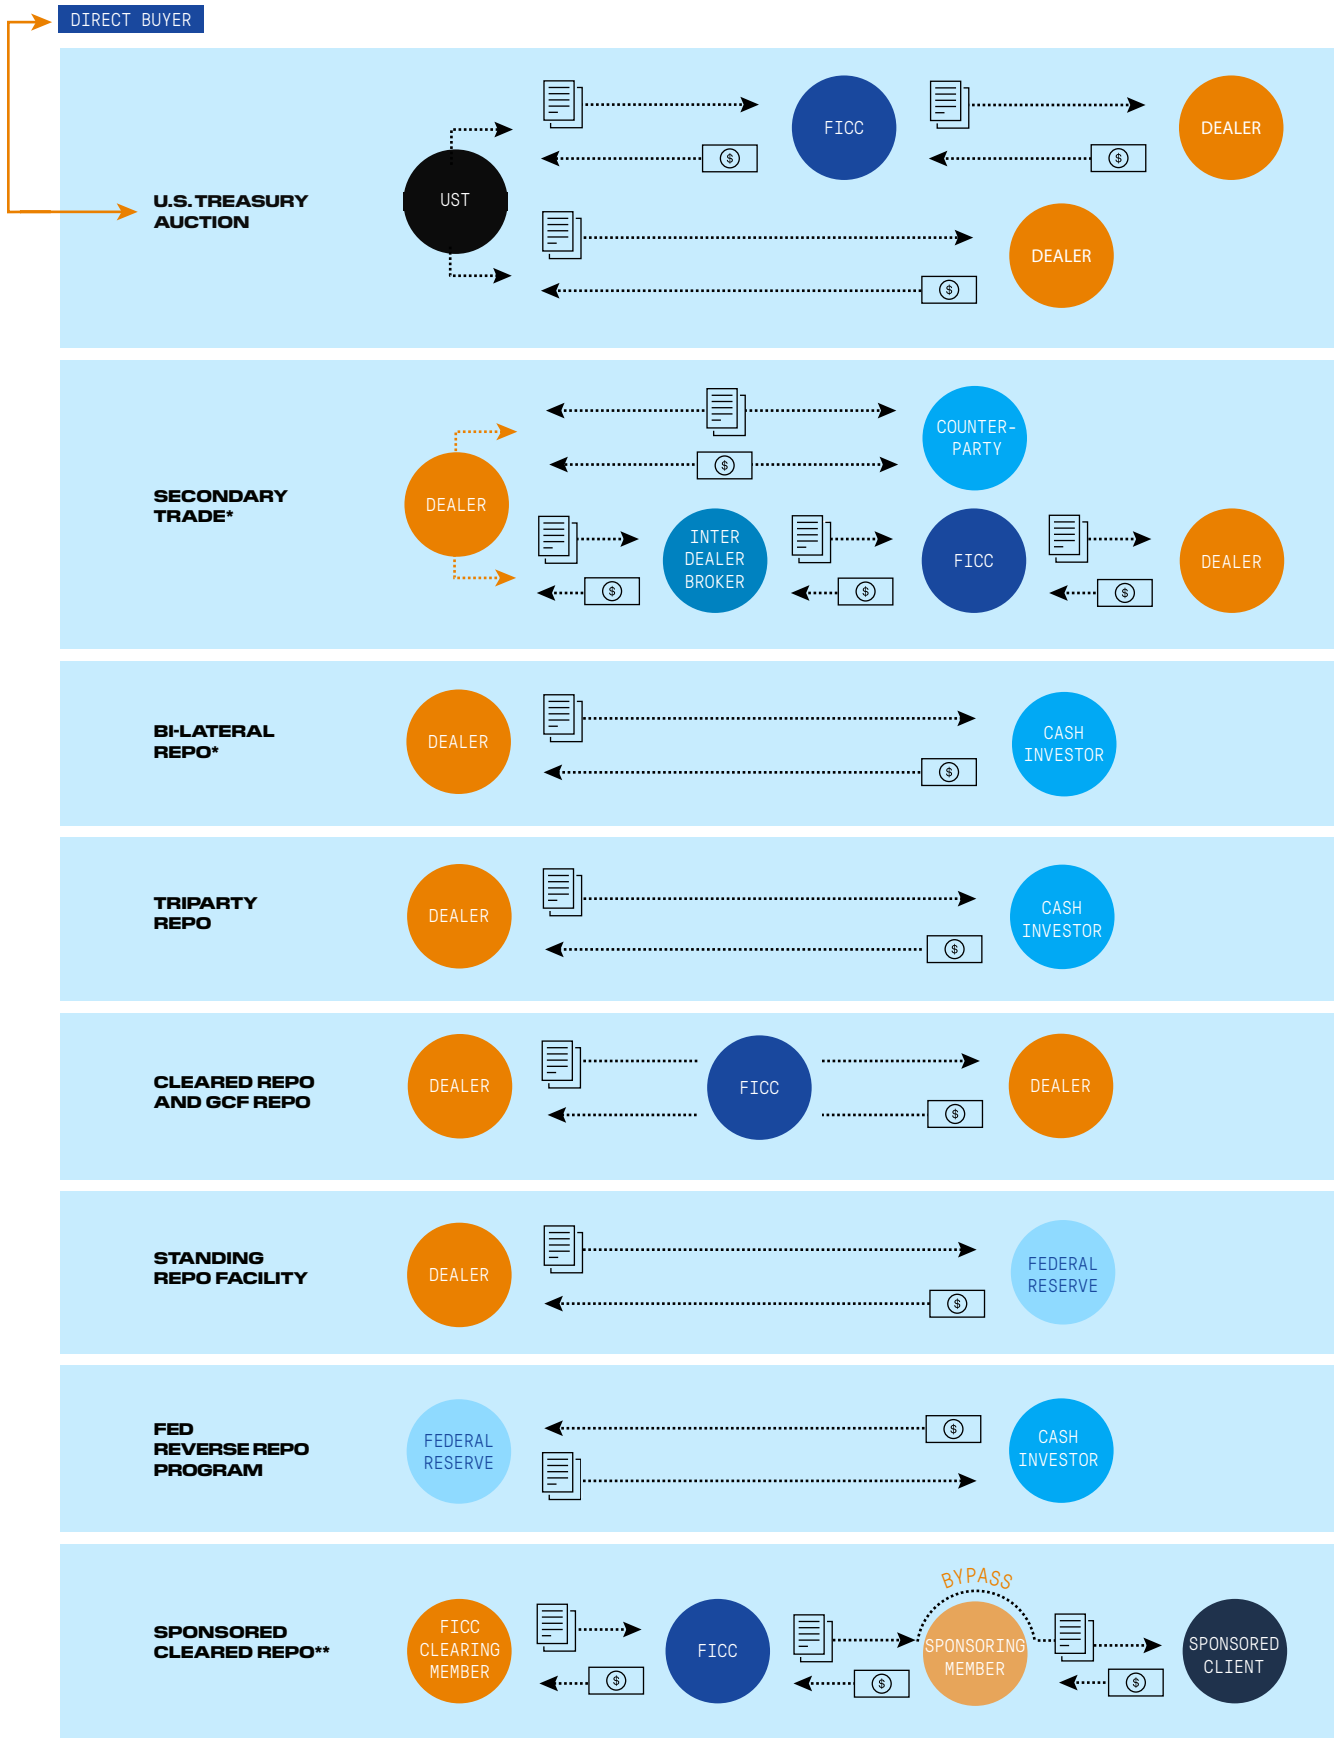 DIRECT BUYER
FICC
DEALER
UST
U.S. TREASURY
AUCTION
DEALER
$
$
$
COUNTER-
PARTY
$
SECONDARY
TRADE*
DEALER
INTER
DEALER
BROKER
FICC
DEALER
$
$
$
BI-LATERAL
REPO*
DEALER
CASH
INVESTOR
$
TRIPARTY
REPO
DEALER
CASH
INVESTOR
$
CLEARED REPO
AND GCF REPO
DEALER
FICC
DEALER
$
STANDING
REPO FACILITY
DEALER
FEDERAL
RESERVE
$
FED
REVERSE REPO
PROGRAM
FEDERAL
RESERVE
$
CASH
INVESTOR
BYPASS
SPONSORED
CLEARED REPO**
FICC
CLEARING
MEMBER
FICC
SPONSORING
MEMBER
SPONSORED
CLIENT
$
$
$